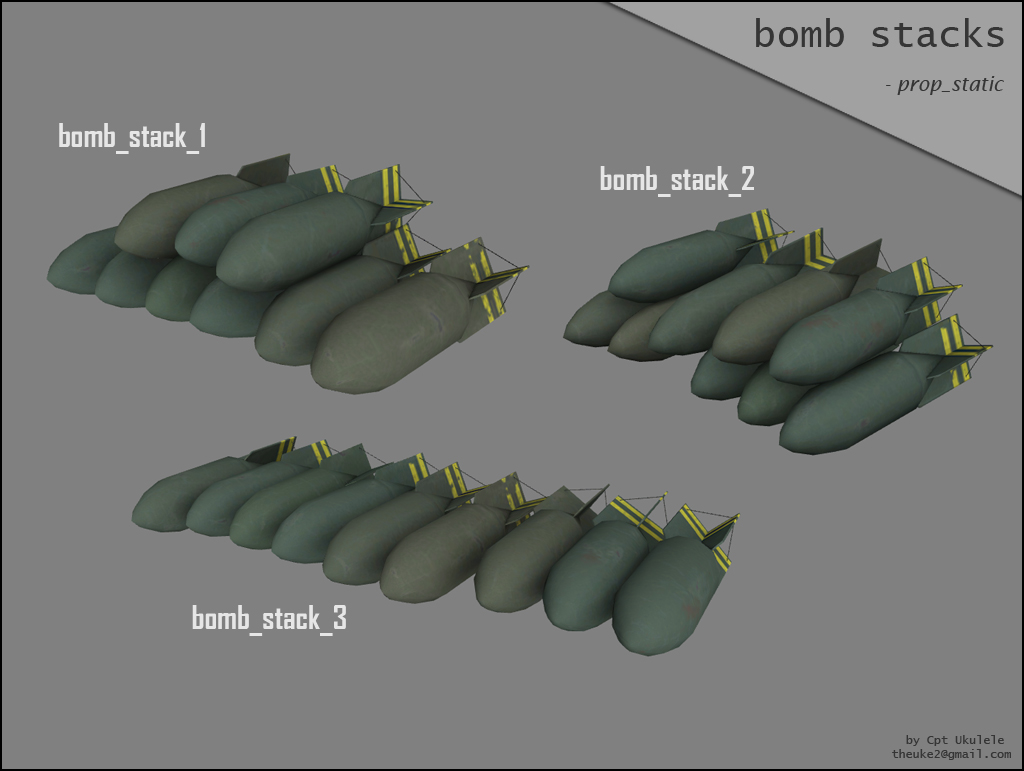 bomb stacks
- prop_static
bomb_stack_1
bomb_stack_2
bomb_stack_3
by Cpt Ukulele
theuke2@gmail.com